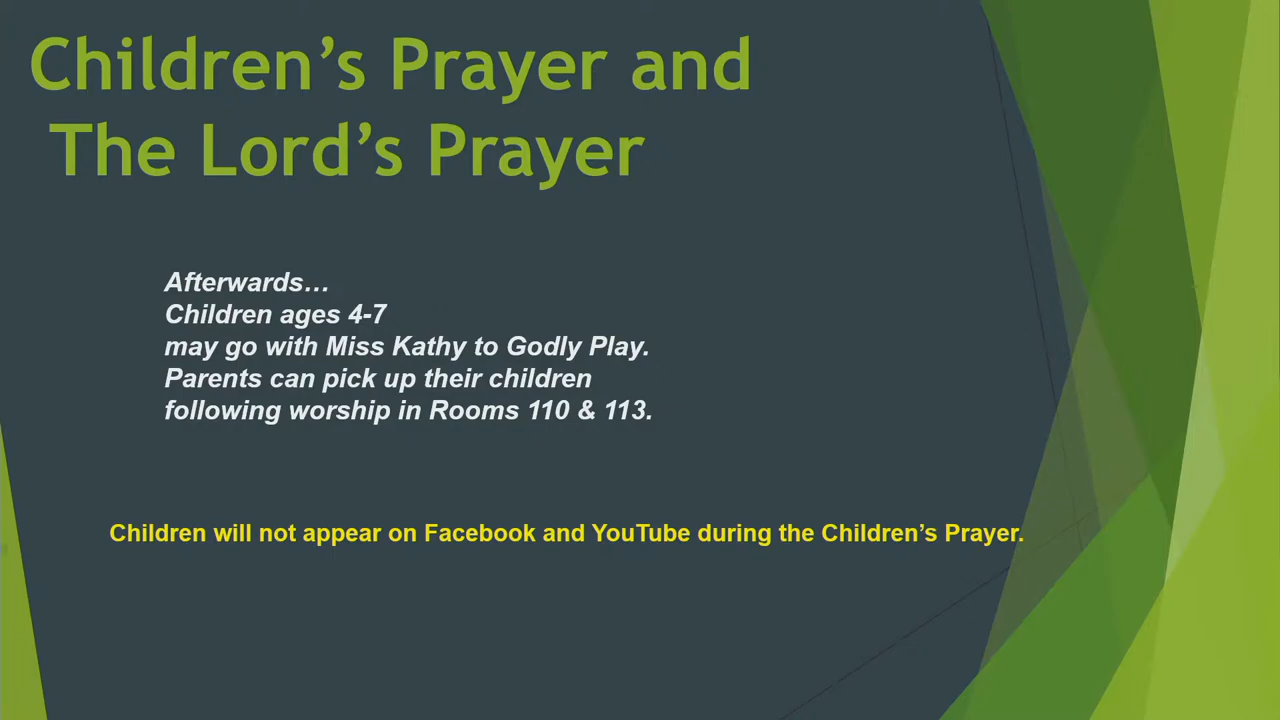 Children’s Prayer and
The Lord’s Prayer
Afterwards…
Children ages 4-7
may go with Miss Kathy to Godly Play.
Parents can pick up their children
following worship in Rooms 110 & 113.
Children will not appear on Facebook and YouTube during the Children’s Prayer.